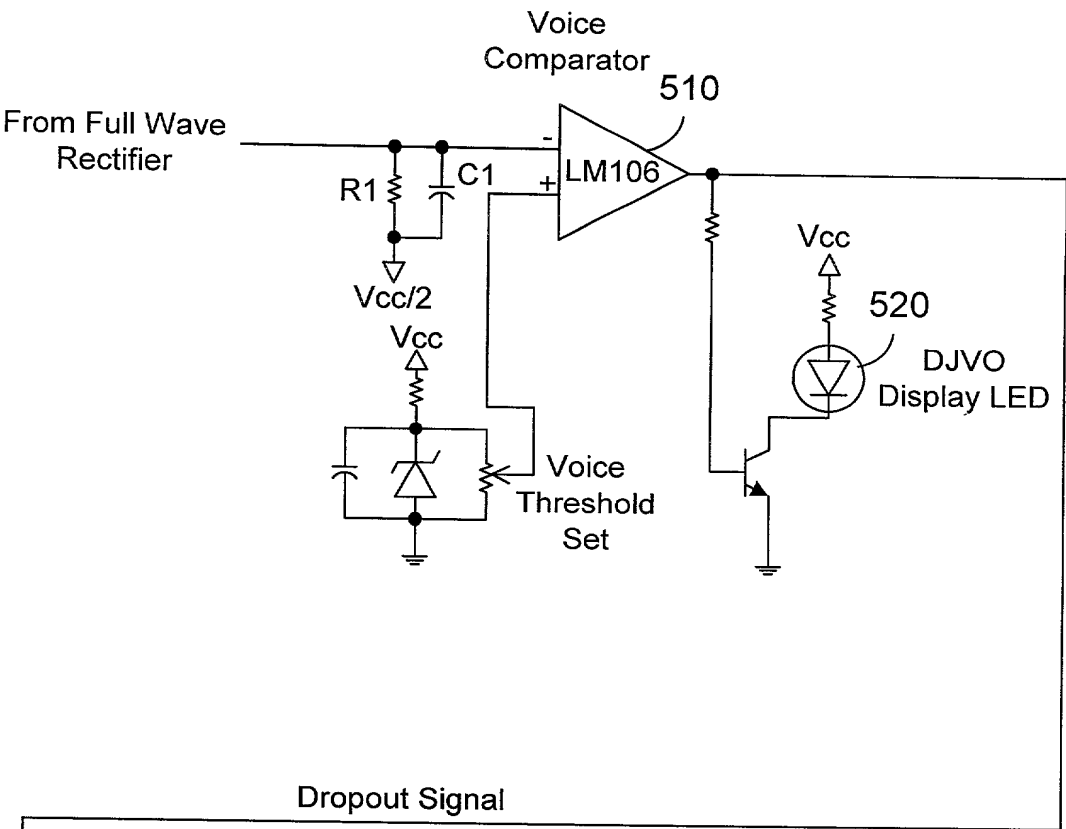 Voice
Comparator
510
From Full Wave
Rectifier
-
LM106
R1
C1
+
Vcc
Vcc/2
520
Vcc
DJVO
Display LED
Voice
Threshold
Set
Dropout Signal